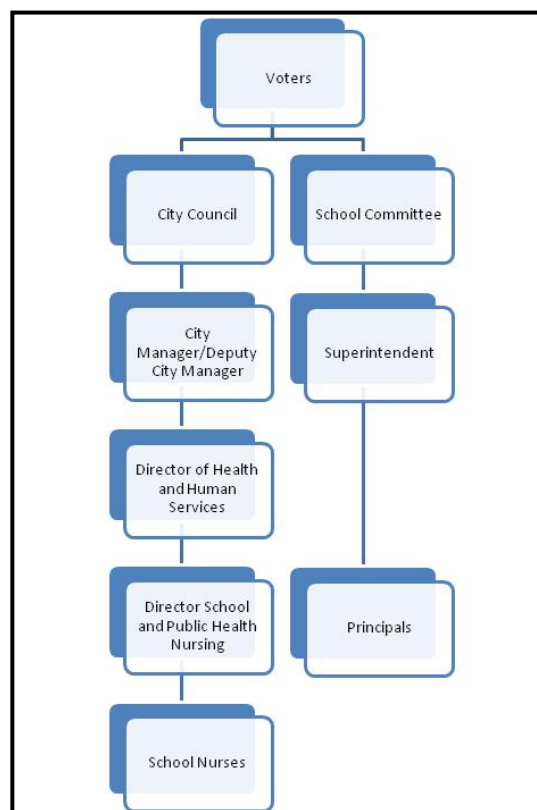 Voters
City Council
School Committee
City
Manager/Deputy
City Manager
Superintendent
Director of Health
and Human
Services
Director School
and Public Health
Nursing
Principals
School Nurses